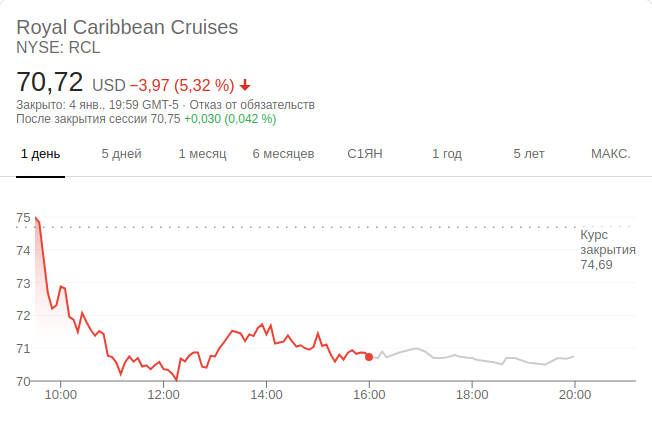 Royal Caribbean Cruises
NYSE: RCL
70,72 USD −3,97 (5,32 %)
Закрыто: 4 янв., 19:59 GMT-5 · Отказ от обязательств
После закрытия сессии 70,75 +0,030 (0,042 %)
1 день 5 дней 1 месяц 6 месяцев С1ЯН 1 год 5 лет МАКС.
75
74
73
72
71
70
Курс
закрытия
74,69
10:00 12:00 14:00 16:00 18:00 20:00